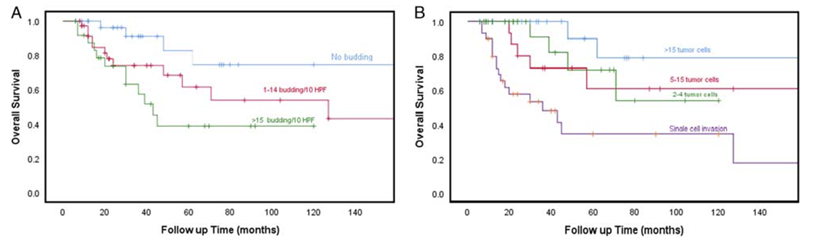 A
Overall Survival
1.0
0.8
0.6
0.4
0.2
0.0
No budding
1-14 budding/10 HPF
>15 budding/10 HPF
0 20 40 60 80 100 120 140
Follow up Time (months)
B
Overall Survival
1.0
0.8
0.6
0.4
0.2
0.0
>15 tumor cells
5-15 tumor cells
2-4 tumor cells
Single cell invasion
0 20 40 60 80 100 120 140
Follow up Time (months)